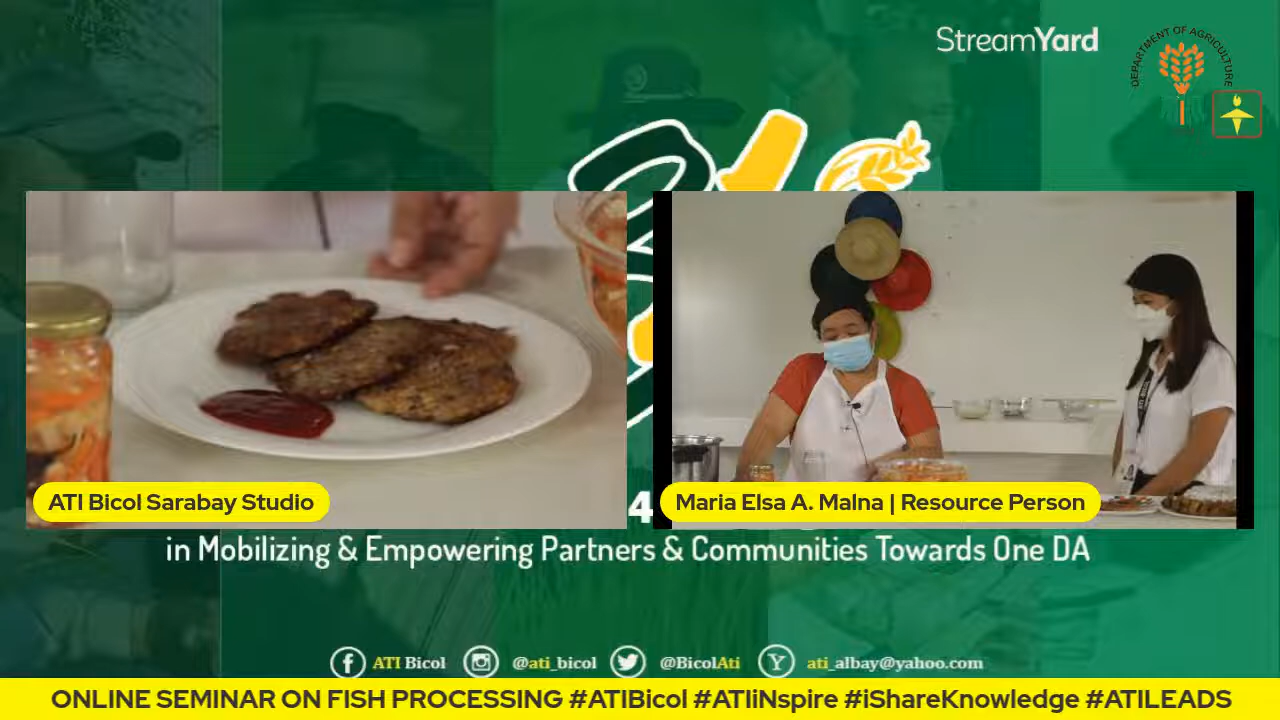 StreamYard
DEPARTMENT OF AGRICULTURE
ATI Bicol Sarabay Studio
4
Maria Elsa A. Malna | Resource Person
in Mobilizing & Empowering Partners & Communities Towards One DA
ATI Bicol
@ati_bicol
@BicolAti
ati_albay@yahoo.com
ONLINE SEMINAR ON FISH PROCESSING #ATIBicol #ATIiNspire #iShareKnowledge #ATILEADS